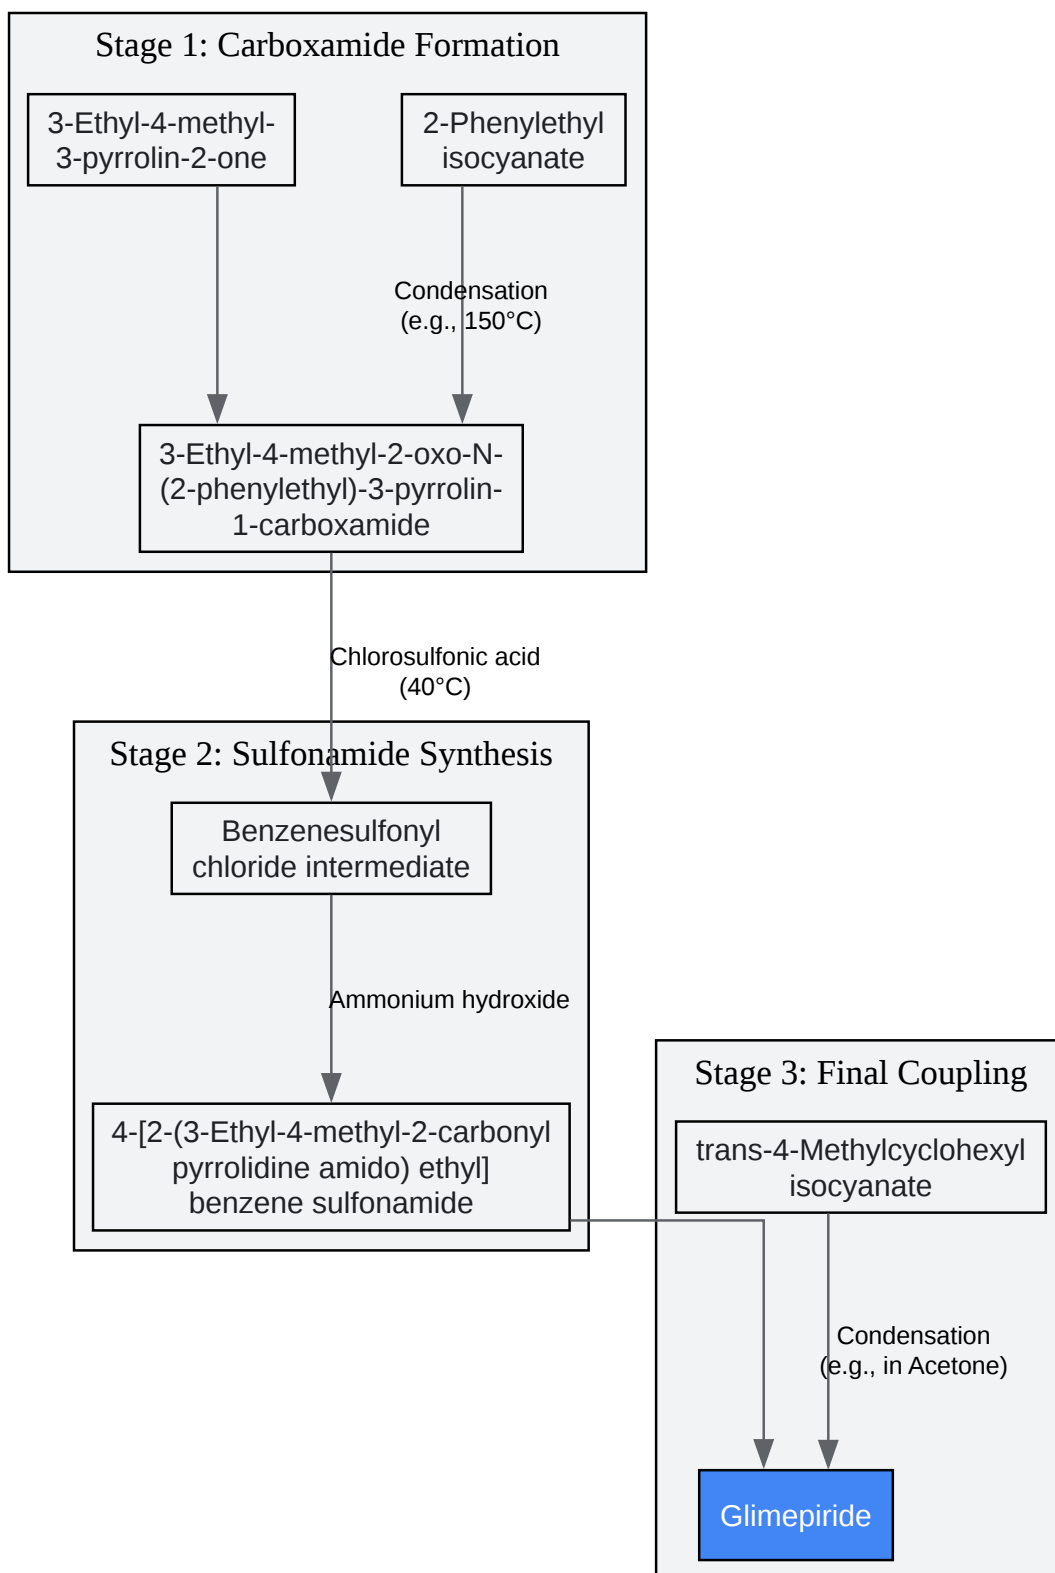 Stage 1: Carboxamide Formation
3-Ethyl-4-methyl-
3-pyrrolin-2-one
2-Phenylethyl
isocyanate
Condensation
(e.g., 150°C)
3-Ethyl-4-methyl-2-oxo-N-
(2-phenylethyl)-3-pyrrolin-
1-carboxamide
Chlorosulfonic acid
(40°C)
Stage 2: Sulfonamide Synthesis
Benzenesulfonyl
chloride intermediate
Ammonium hydroxide
4-[2-(3-Ethyl-4-methyl-2-carbonyl
pyrrolidine amido) ethyl]
benzene sulfonamide
Stage 3: Final Coupling
trans-4-Methylcyclohexyl
isocyanate
Condensation
(e.g., in Acetone)
Glimepiride